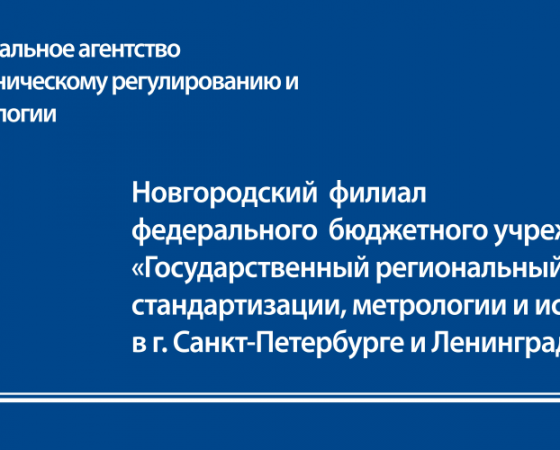 альное агентство
ническому регулированию и
логии
Новгородский филиал
федерального бюджетного учреж
«Государственный региональный
стандартизации, метрологии и ис
в г. Санкт-Петербурге и Ленинград